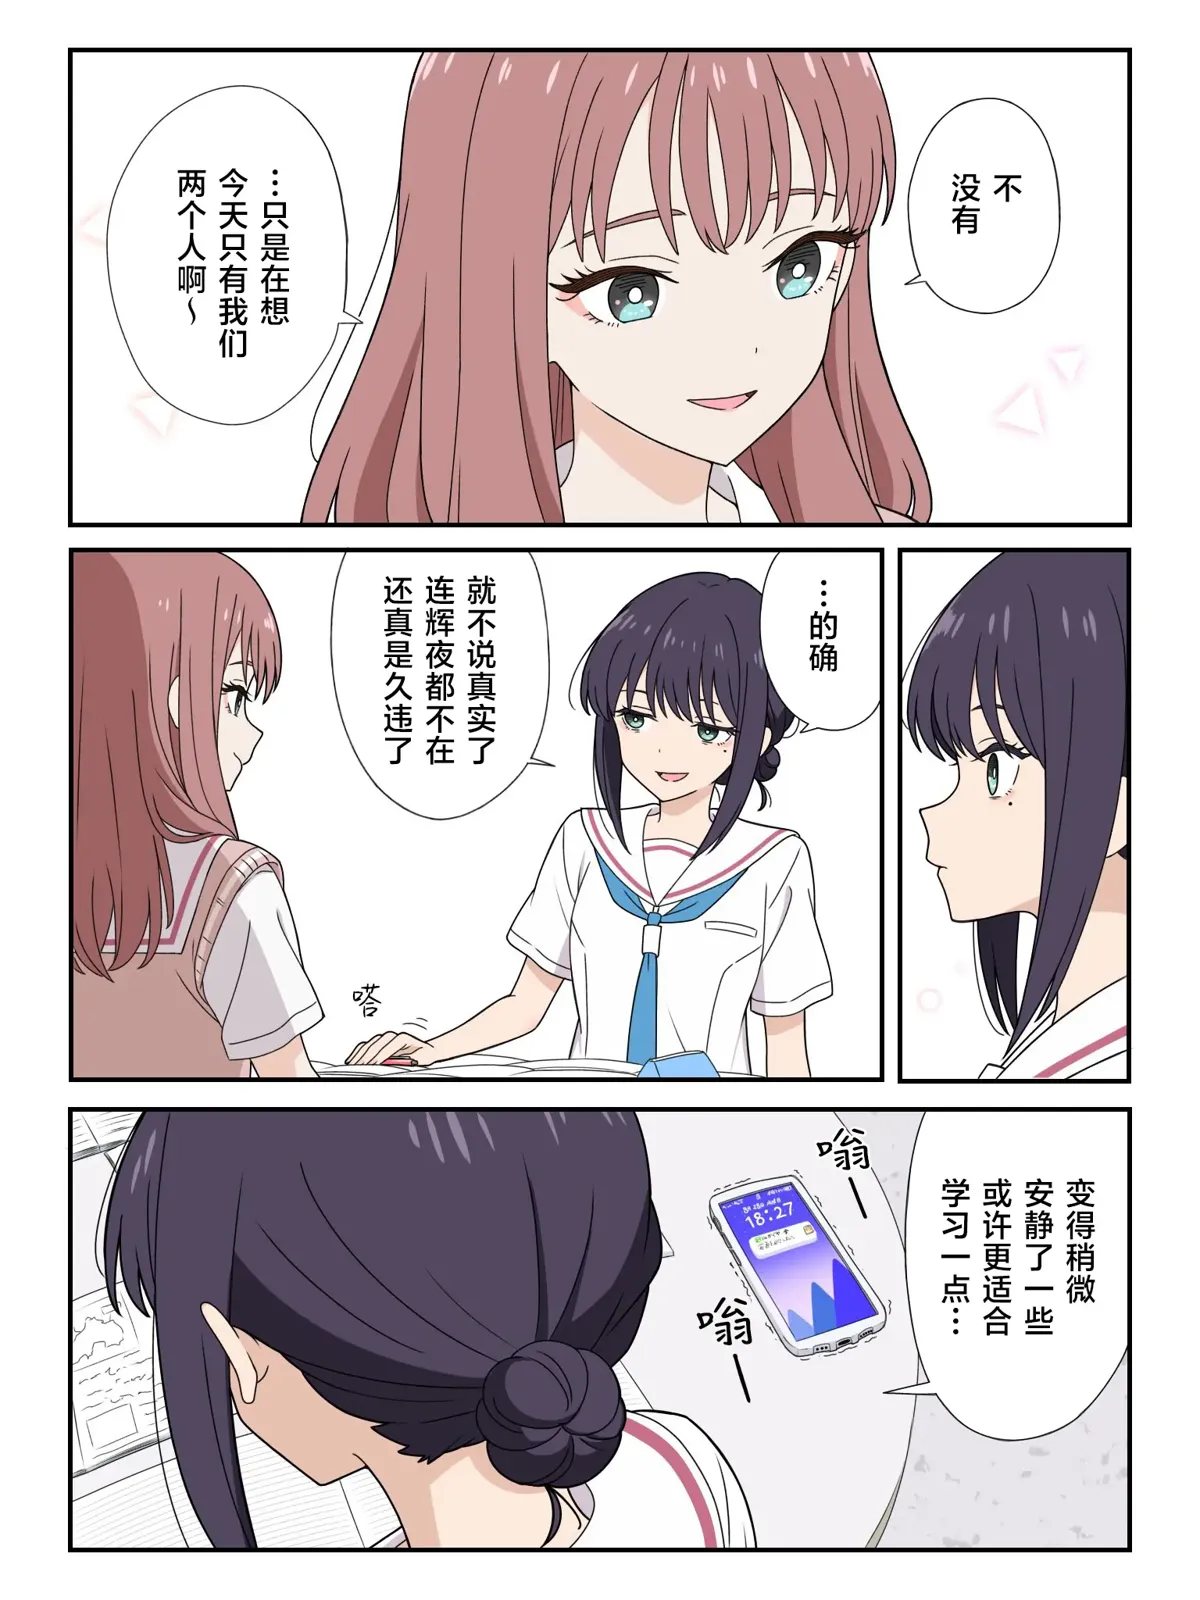 不
没有
…只是在想
今天只有我们
两个人啊～
…的确
就不说真实了
连辉夜都不在
还真是久违了
嗒
变得稍微
安静了一些
或许更适合
学习一点…
嗡
18:27
嗡